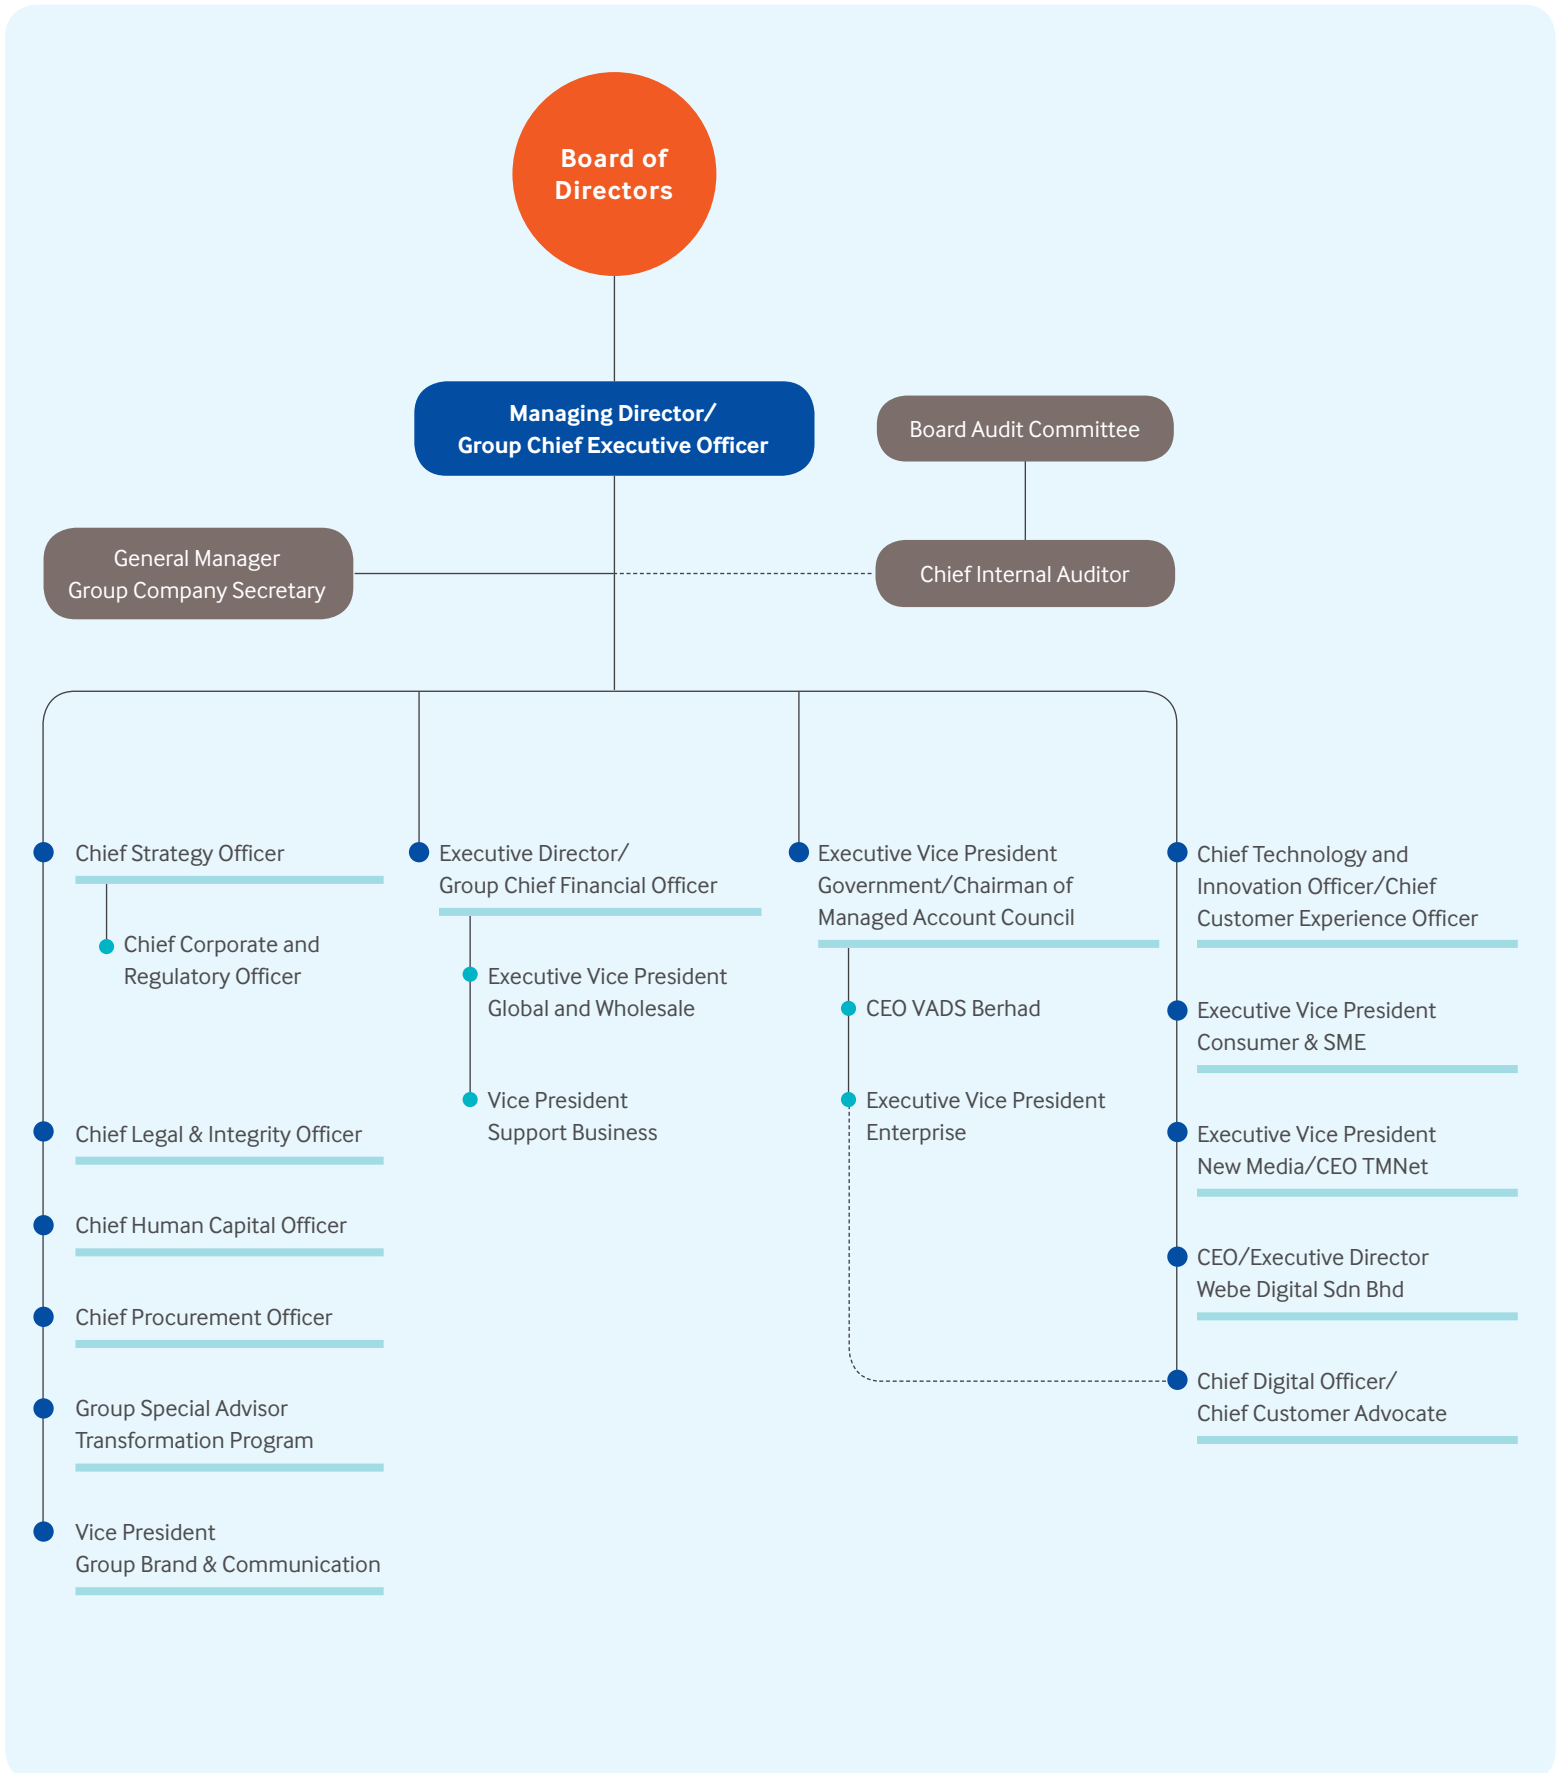 Board of
Directors
Managing Director/
Group Chief Executive Officer
Board Audit Committee
General Manager
Group Company Secretary
Chief Internal Auditor
Chief Strategy Officer
Chief Corporate and
Regulatory Officer
Chief Legal & Integrity Officer
Chief Human Capital Officer
Chief Procurement Officer
Group Special Advisor
Transformation Program
Vice President
Group Brand & Communication
Executive Director/
Group Chief Financial Officer
Executive Vice President
Global and Wholesale
Vice President
Support Business
Executive Vice President
Government/Chairman of
Managed Account Council
CEO VADS Berhad
Executive Vice President
Enterprise
Chief Technology and
Innovation Officer/Chief
Customer Experience Officer
Executive Vice President
Consumer & SME
Executive Vice President
New Media/CEO TMNet
CEO/Executive Director
Webe Digital Sdn Bhd
Chief Digital Officer/
Chief Customer Advocate